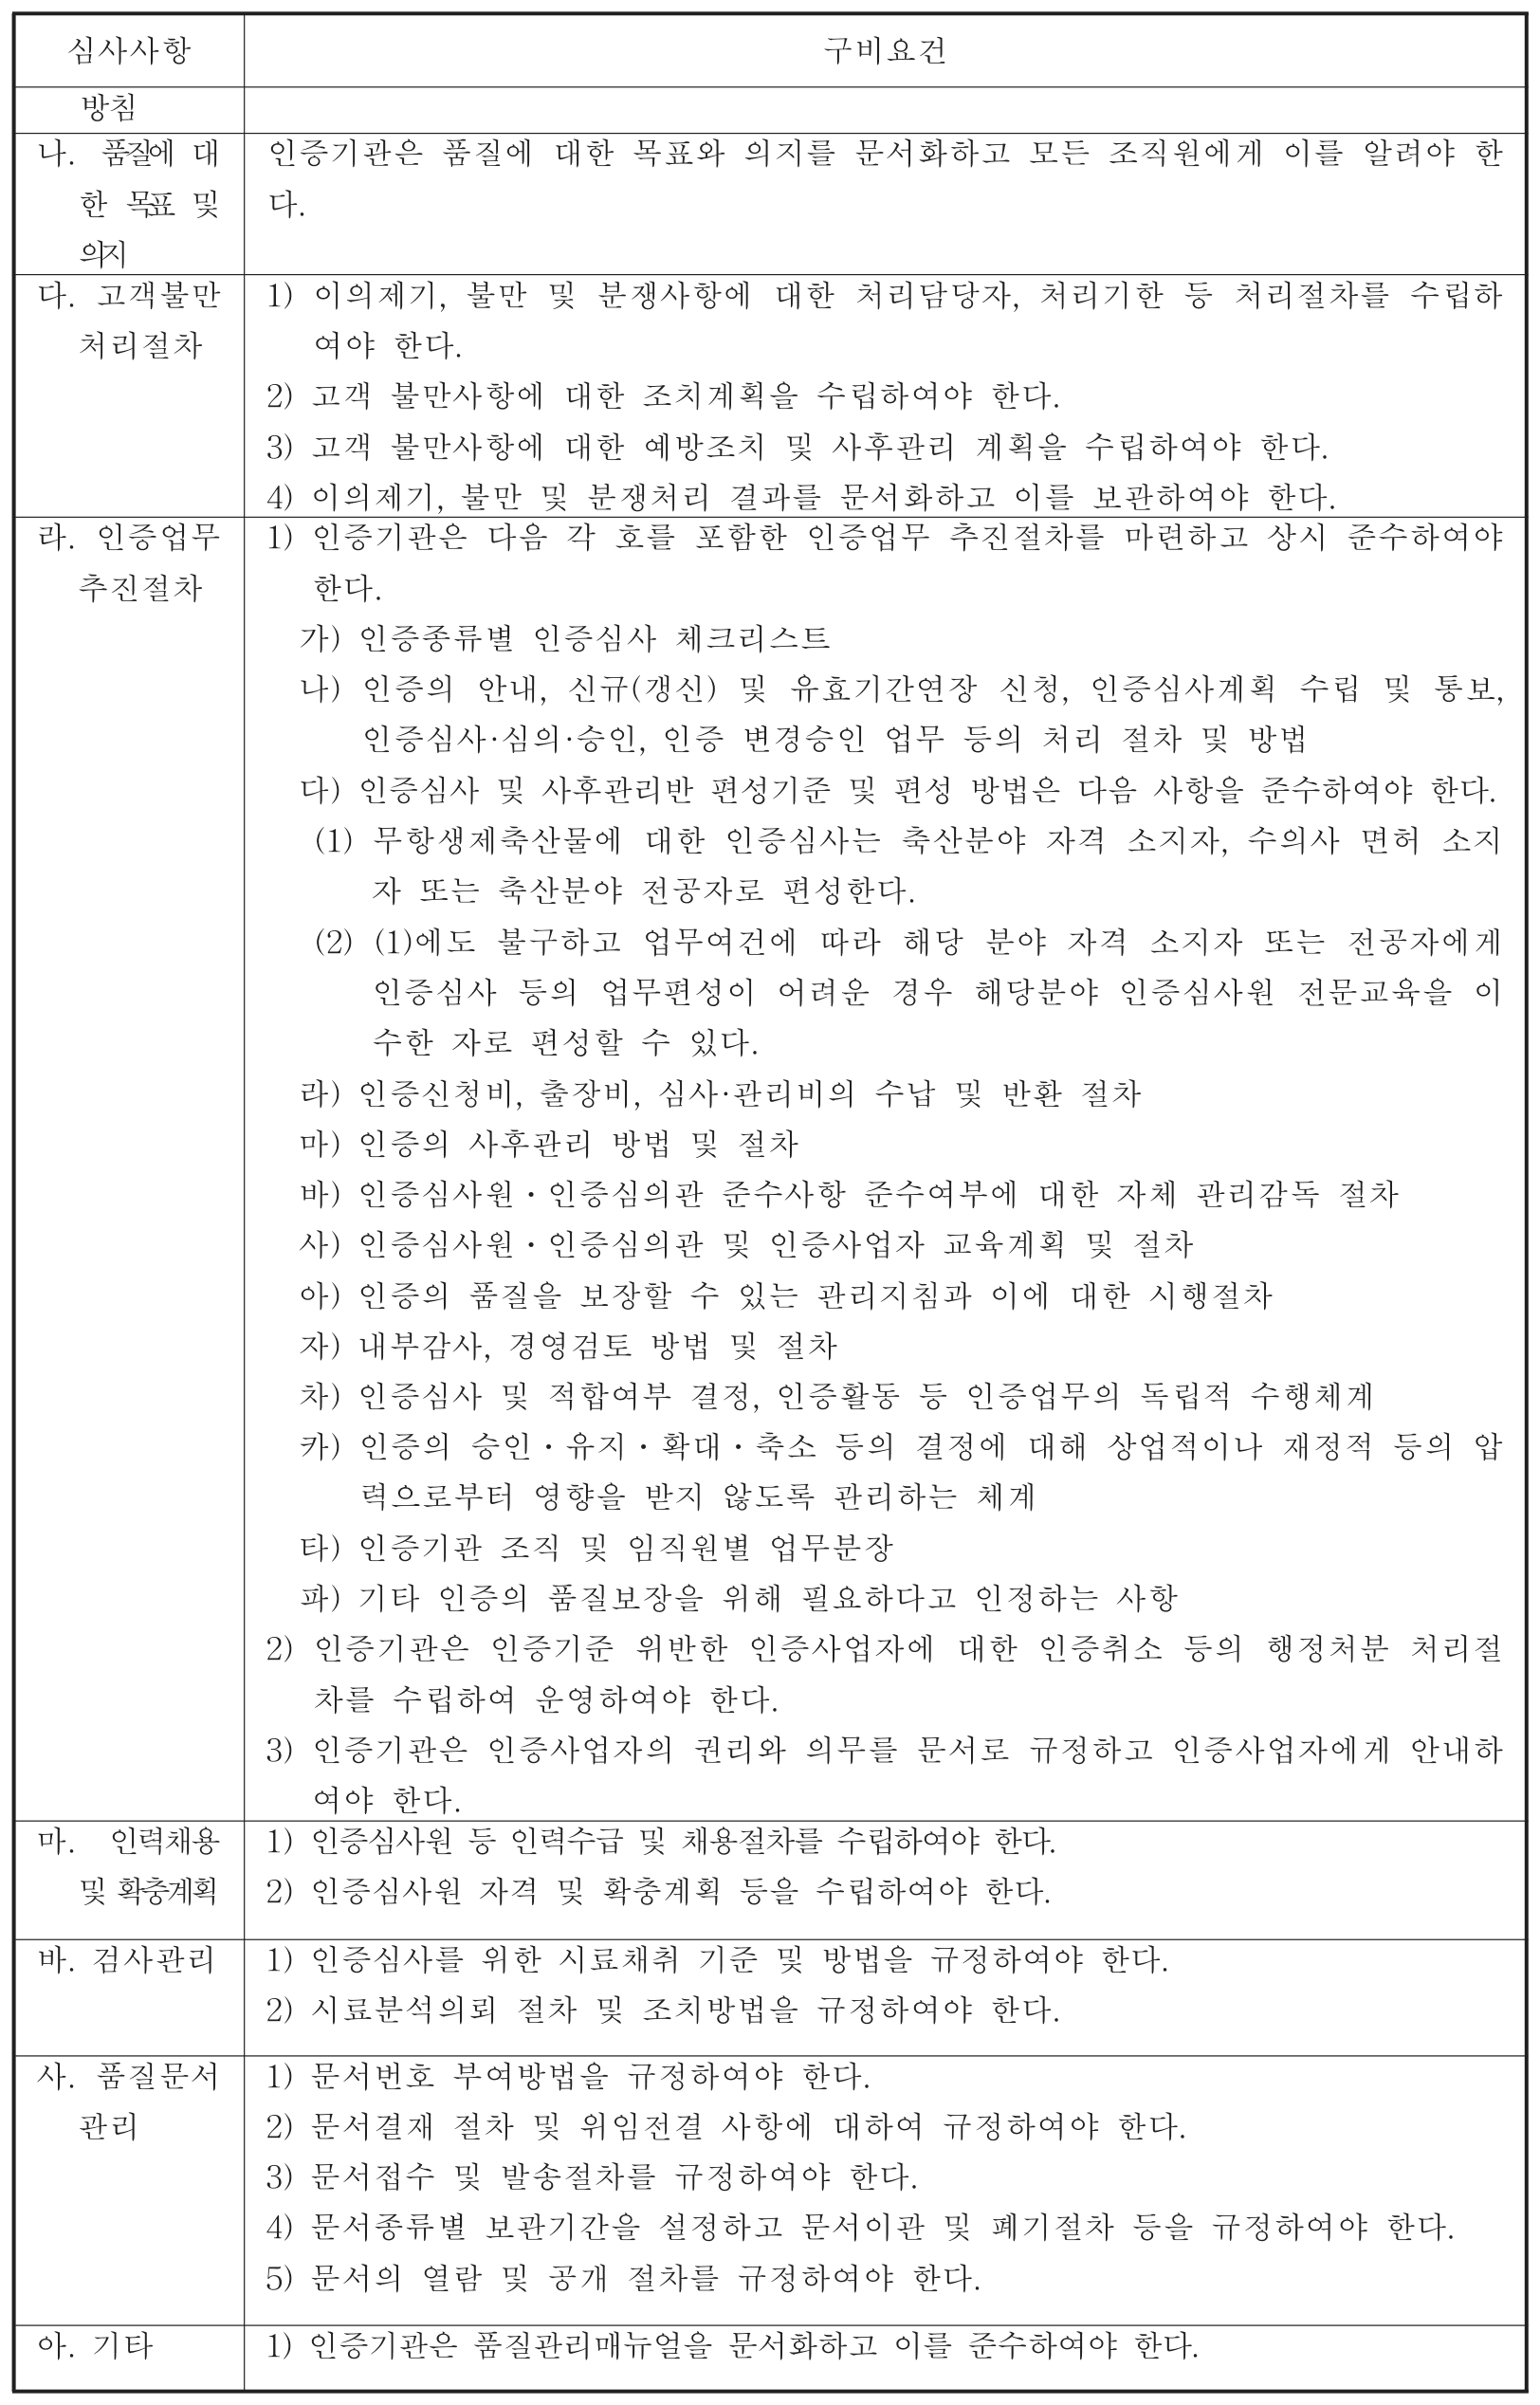 심사사항 구비요건
방침
나. 품질에 대 인증기관은 품질에 대한 목표와 의지를 문서화하고 모든 조직원에게 이를 알려야 한
한 목표 및 다.
의지
다. 고객불만 1) 이의제기, 불만 및 분쟁사항에 대한 처리담당자, 처리기한 등 처리절차를 수립하
처리절차 여야 한다.
2) 고객 불만사항에 대한 조치계획을 수립하여야 한다.
3) 고객 불만사항에 대한 예방조치 및 사후관리 계획을 수립하여야 한다.
4) 이의제기, 불만 및 분쟁처리 결과를 문서화하고 이를 보관하여야 한다.
라. 인증업무 1) 인증기관은 다음 각 호를 포함한 인증업무 추진절차를 마련하고 상시 준수하여야
추진절차 한다.
가) 인증종류별 인증심사 체크리스트
나) 인증의 안내, 신규(갱신) 및 유효기간연장 신청, 인증심사계획 수립 및 통보,
인증심사·심의·승인, 인증 변경승인 업무 등의 처리 절차 및 방법
다) 인증심사 및 사후관리반 편성기준 및 편성 방법은 다음 사항을 준수하여야 한다.
(1) 무항생제축산물에 대한 인증심사는 축산분야 자격 소지자, 수의사 면허 소지
자 또는 축산분야 전공자로 편성한다.
(2) (1)에도 불구하고 업무여건에 따라 해당 분야 자격 소지자 또는 전공자에게
인증심사 등의 업무편성이 어려운 경우 해당분야 인증심사원 전문교육을 이
수한 자로 편성할 수 있다.
라) 인증신청비, 출장비, 심사·관리비의 수납 및 반환 절차
마) 인증의 사후관리 방법 및 절차
바) 인증심사원·인증심의관 준수사항 준수여부에 대한 자체 관리감독 절차
사) 인증심사원·인증심의관 및 인증사업자 교육계획 및 절차
아) 인증의 품질을 보장할 수 있는 관리지침과 이에 대한 시행절차
자) 내부감사, 경영검토 방법 및 절차
차) 인증심사 및 적합여부 결정, 인증활동 등 인증업무의 독립적 수행체계
카) 인증의 승인·유지·확대·축소 등의 결정에 대해 상업적이나 재정적 등의 압
력으로부터 영향을 받지 않도록 관리하는 체계
타) 인증기관 조직 및 임직원별 업무분장
파) 기타 인증의 품질보장을 위해 필요하다고 인정하는 사항
2) 인증기관은 인증기준 위반한 인증사업자에 대한 인증취소 등의 행정처분 처리절
차를 수립하여 운영하여야 한다.
3) 인증기관은 인증사업자의 권리와 의무를 문서로 규정하고 인증사업자에게 안내하
여야 한다.
마. 인력채용 1) 인증심사원 등 인력수급 및 채용절차를 수립하여야 한다.
및 확충계획 2) 인증심사원 자격 및 확충계획 등을 수립하여야 한다.
바. 검사관리 1) 인증심사를 위한 시료채취 기준 및 방법을 규정하여야 한다.
2) 시료분석의뢰 절차 및 조치방법을 규정하여야 한다.
사. 품질문서 1) 문서번호 부여방법을 규정하여야 한다.
관리 2) 문서결재 절차 및 위임전결 사항에 대하여 규정하여야 한다.
3) 문서접수 및 발송절차를 규정하여야 한다.
4) 문서종류별 보관기간을 설정하고 문서이관 및 폐기절차 등을 규정하여야 한다.
5) 문서의 열람 및 공개 절차를 규정하여야 한다.
아. 기타 1) 인증기관은 품질관리매뉴얼을 문서화하고 이를 준수하여야 한다.